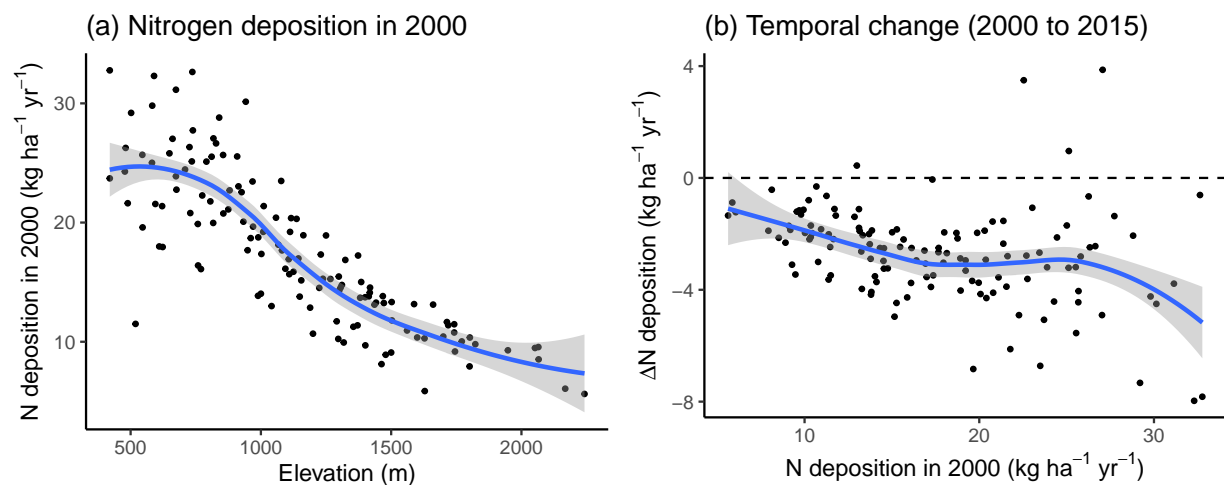 (a) Nitrogen deposition in 2000
N deposition in 2000 (kg ha⁻¹ yr⁻¹)
30
20
10
500
1000
1500
2000
Elevation (m)
(b) Temporal change (2000 to 2015)
ΔN deposition (kg ha⁻¹ yr⁻¹)
4
0
−4
−8
10
20
30
N deposition in 2000 (kg ha⁻¹ yr⁻¹)